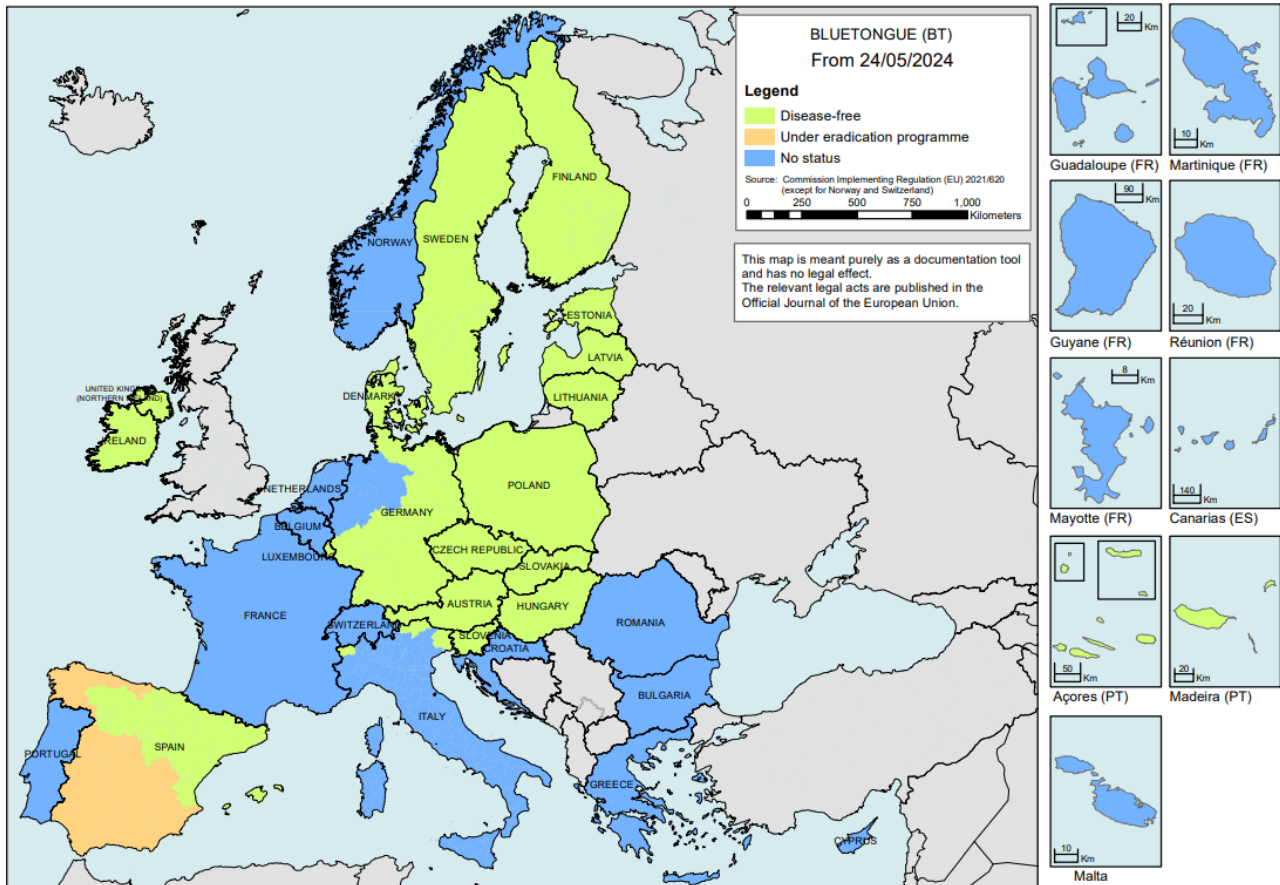 BLUETONGUE (BT)
From 24/05/2024
Legend
Disease-free
Under eradication programme
No status
Source: Commission Implementing Regulation (EU) 2021/620
(except for Norway and Switzerland)
0 250 500 750 1,000
Kilometers
This map is meant purely as a documentation tool
and has no legal effect.
The relevant legal acts are published in the
Official Journal of the European Union.
FINLAND
NORWAY
SWEDEN
ESTONIA
LATVIA
LITHUANIA
DENMARK
UNITED KINGDOM
(NORTHERN IRELAND)
IRELAND
NETHERLANDS
POLAND
GERMANY
BELGIUM
LUXEMBOURG
CZECH REPUBLIC
SLOVAKIA
AUSTRIA
HUNGARY
FRANCE
SWITZERLAND
SLOVENIA
CROATIA
ROMANIA
BULGARIA
ITALY
PORTUGAL
SPAIN
GREECE
CYPRUS
20
Km
Guadaloupe (FR)
10
Km
Martinique (FR)
90
Km
Guyane (FR)
20
Km
Réunion (FR)
8
Km
Mayotte (FR)
140
Km
Canarias (ES)
50
Km
Açores (PT)
20
Km
Madeira (PT)
10
Km
Malta